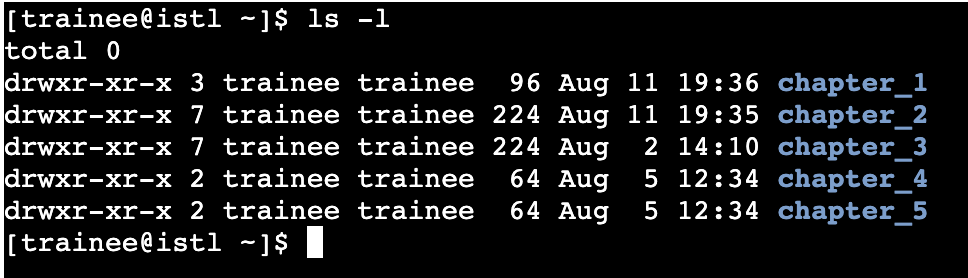 [trainee@istl ~]$ ls -l
total 0
drwxr-xr-x 3 trainee trainee  96 Aug 11 19:36 chapter_1
drwxr-xr-x 7 trainee trainee 224 Aug 11 19:35 chapter_2
drwxr-xr-x 7 trainee trainee 224 Aug  2 14:10 chapter_3
drwxr-xr-x 2 trainee trainee  64 Aug  5 12:34 chapter_4
drwxr-xr-x 2 trainee trainee  64 Aug  5 12:34 chapter_5
[trainee@istl ~]$